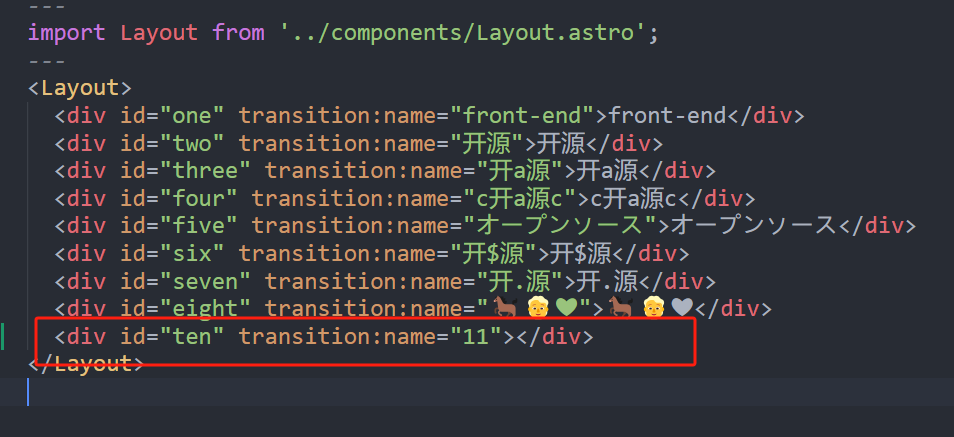 ---
import Layout from '../components/Layout.astro';
---
<Layout>
  <div id="one" transition:name="front-end">front-end</div>
  <div id="two" transition:name="开源">开源</div>
  <div id="three" transition:name="开a源">开a源</div>
  <div id="four" transition:name="c开a源c">c开a源c</div>
  <div id="five" transition:name="オープンソース">オープンソース</div>
  <div id="six" transition:name="开$源">开$源</div>
  <div id="seven" transition:name="开.源">开.源</div>
  <div id="eight" transition:name="🐎👱💚">🐎👱💚</div>
  <div id="ten" transition:name="11"></div>
</Layout>